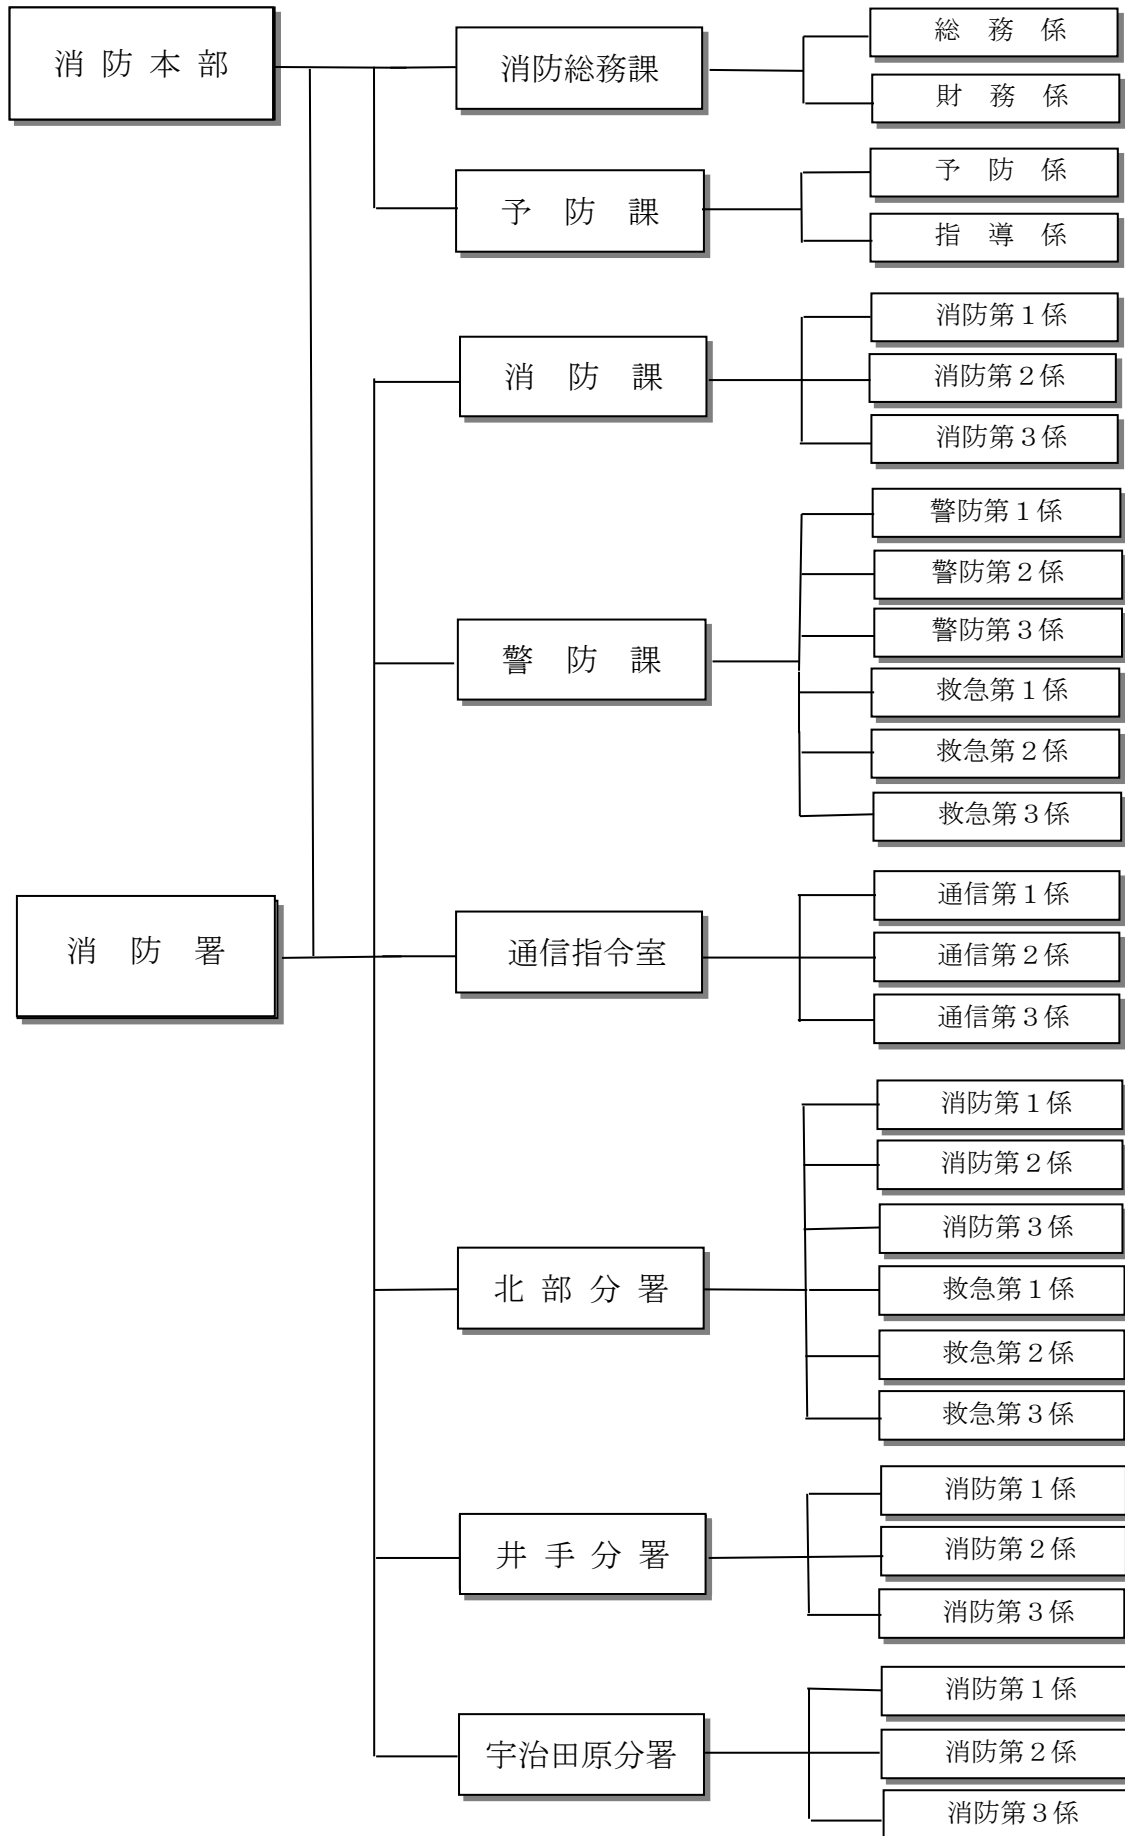 消防本部
消防総務課
総務係
財務係
予防課
予防係
指導係
消防課
消防第１係
消防第２係
消防第３係
警防課
警防第１係
警防第２係
警防第３係
救急第１係
救急第２係
救急第３係
消防署
通信指令室
通信第１係
通信第２係
通信第３係
北部分署
消防第１係
消防第２係
消防第３係
救急第１係
救急第２係
救急第３係
井手分署
消防第１係
消防第２係
消防第３係
宇治田原分署
消防第１係
消防第２係
消防第３係